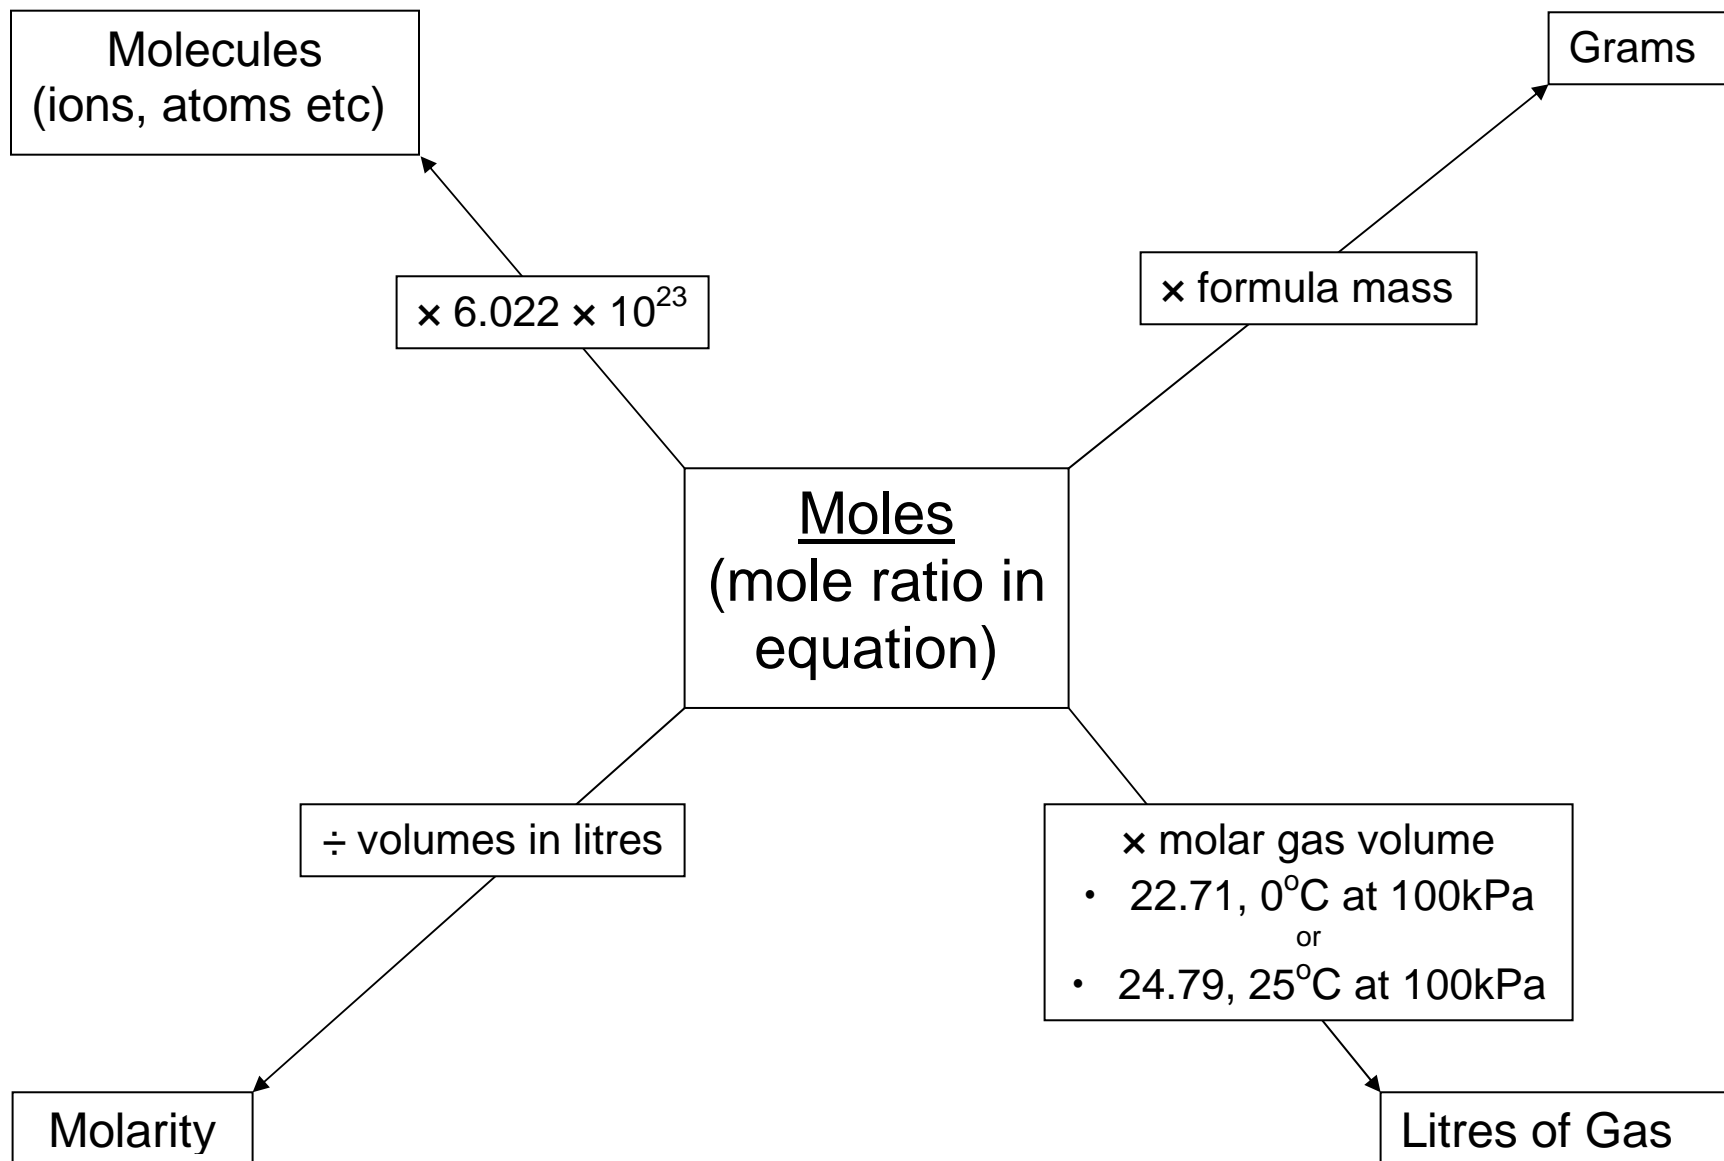 Molecules
(ions, atoms etc)
Grams
× 6.022 × 10²³
× formula mass
Moles
(mole ratio in
equation)
÷ volumes in litres
× molar gas volume
• 22.71, 0°C at 100kPa
or
• 24.79, 25°C at 100kPa
Molarity
Litres of Gas